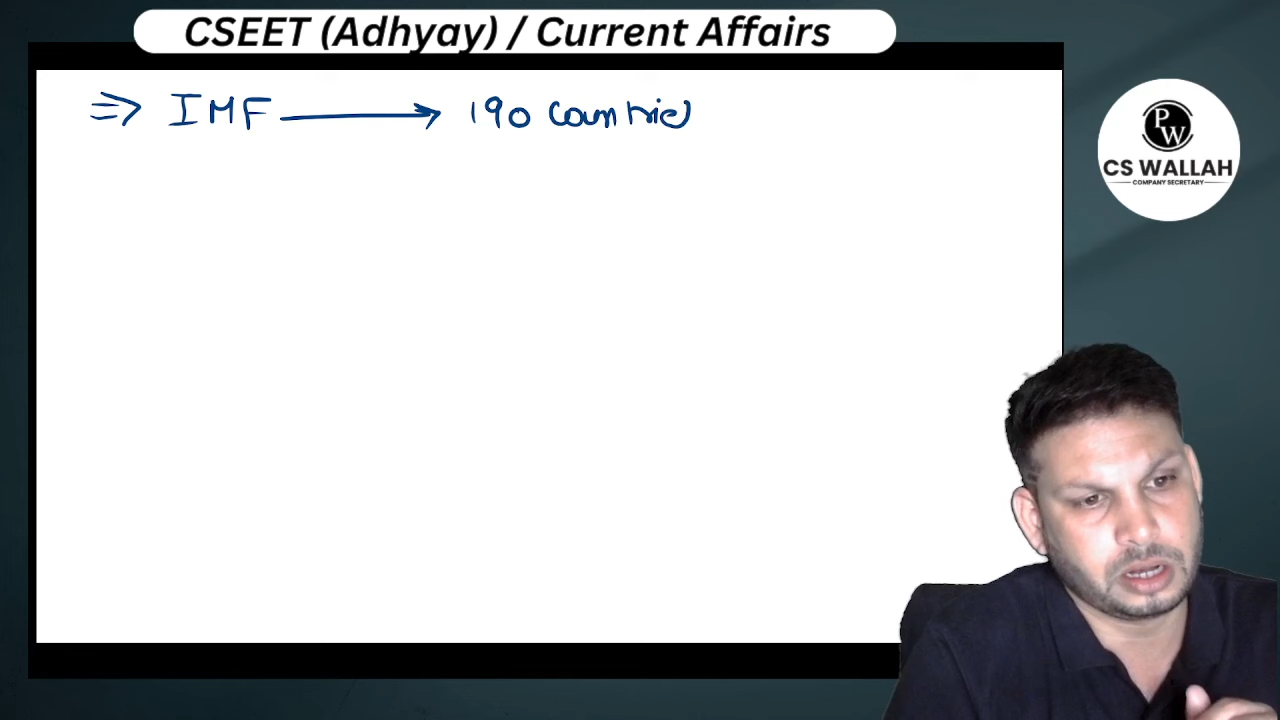 CSEET (Adhyay) / Current Affairs
⇒ IMF ⟶ 190 Countries
PW
CS WALLAH
COMPANY SECRETARY